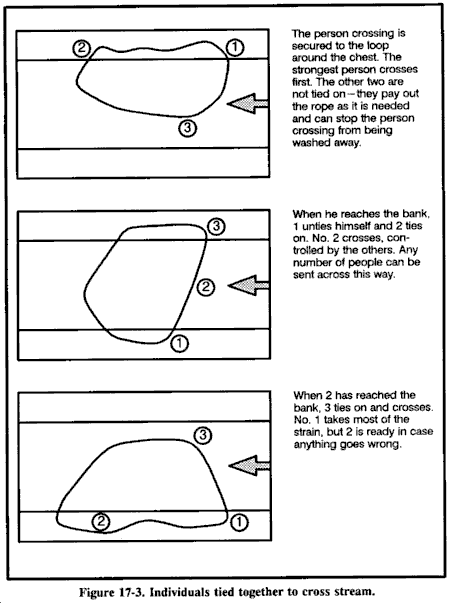 ②
①
③
The person crossing is
secured to the loop
around the chest. The
strongest person crosses
first. The other two are
not tied on—they pay out
the rope as it is needed
and can stop the person
crossing from being
washed away.
③
②
①
When he reaches the bank,
1 unties himself and 2 ties
on. No. 2 crosses, con-
trolled by the others. Any
number of people can be
sent across this way.
③
②
①
When 2 has reached the
bank, 3 ties on and crosses.
No. 1 takes most of the
strain, but 2 is ready in case
anything goes wrong.
Figure 17-3. Individuals tied together to cross stream.